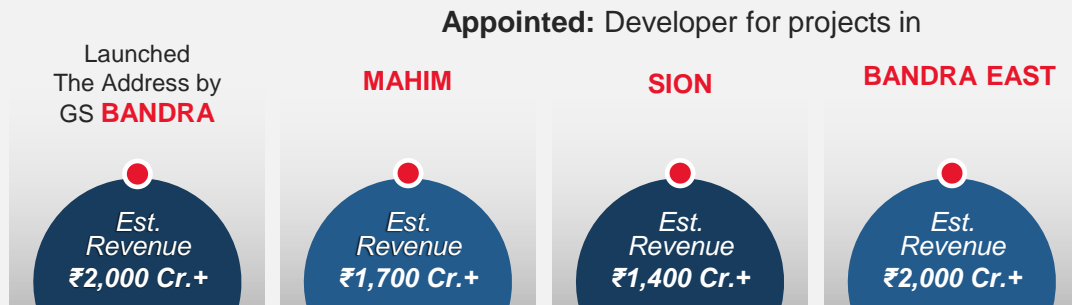 Appointed: Developer for projects in
Launched
The Address by
GS BANDRA
MAHIM
SION
BANDRA EAST
Est.
Revenue
₹2,000 Cr.+
Est.
Revenue
₹1,700 Cr.+
Est.
Revenue
₹1,400 Cr.+
Est.
Revenue
₹2,000 Cr.+